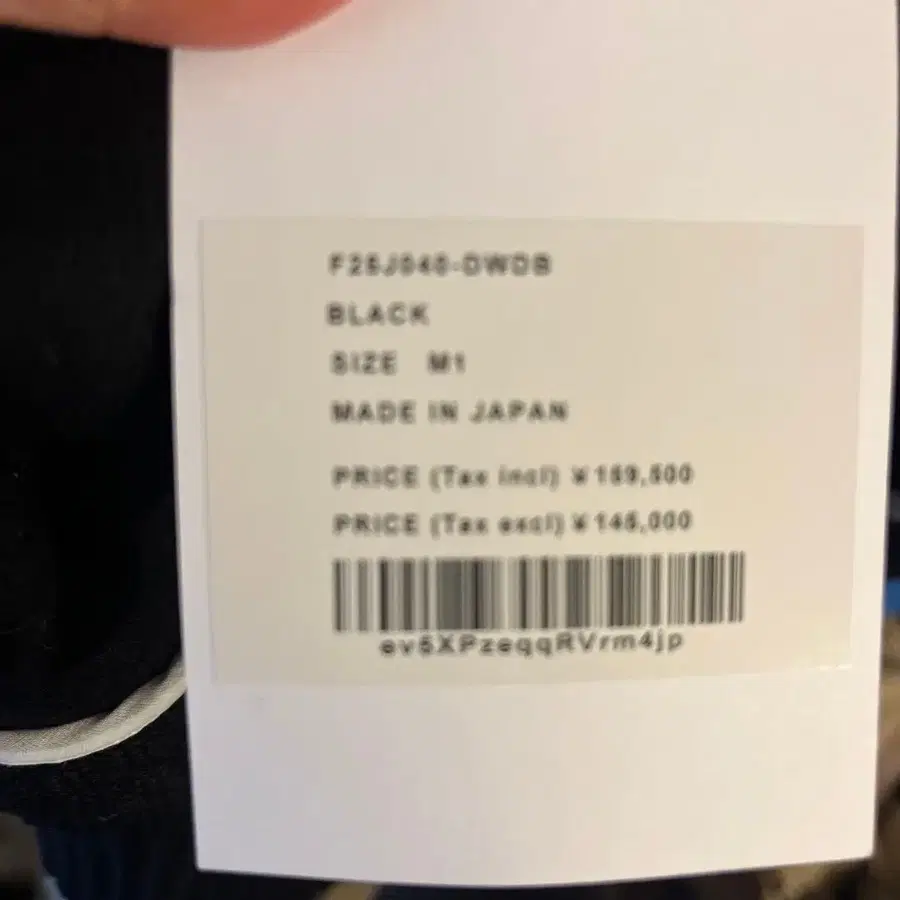 F25J040-DWDB
BLACK
SIZE M1
MADE IN JAPAN
PRICE (Tax incl) ¥159,500
PRICE (Tax excl) ¥145,000
ev5XPzeqqRVrm4jp